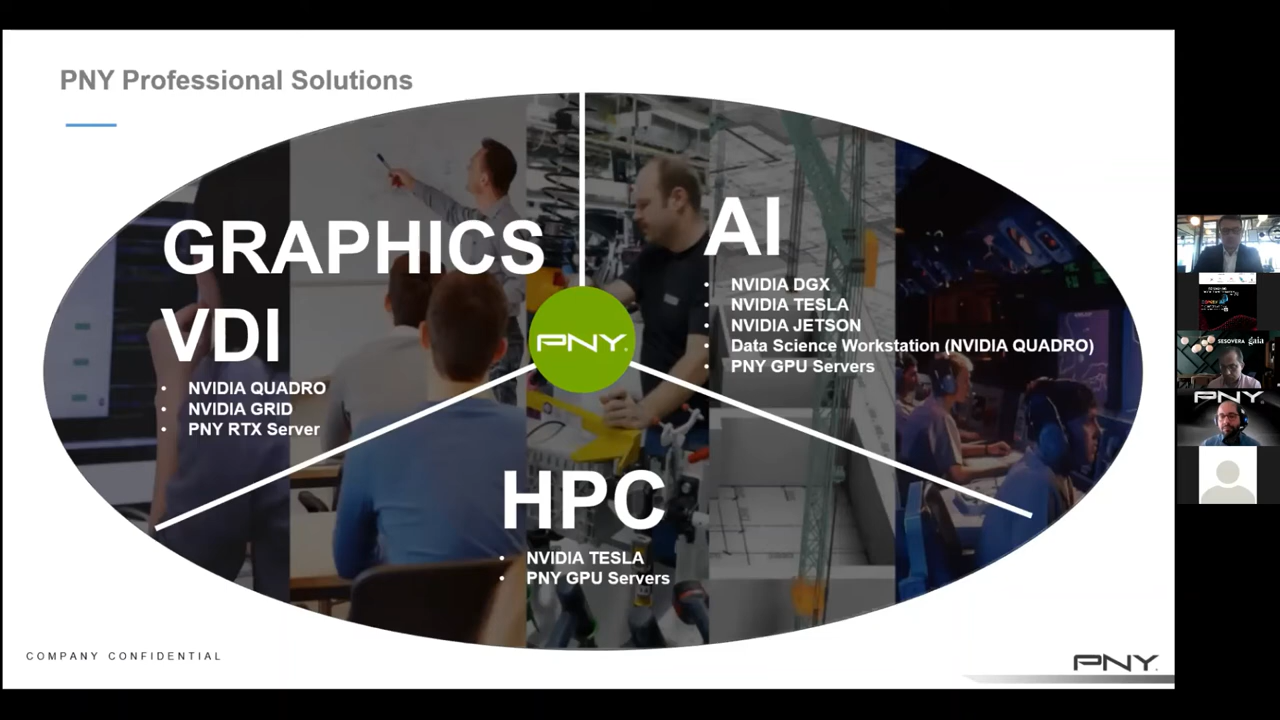 PNY Professional Solutions
GRAPHICS
VDI
• NVIDIA QUADRO
• NVIDIA GRID
• PNY RTX Server
AI
• NVIDIA DGX
• NVIDIA TESLA
• NVIDIA JETSON
• Data Science Workstation (NVIDIA QUADRO)
• PNY GPU Servers
PNY
HPC
• NVIDIA TESLA
• PNY GPU Servers
COMPANY CONFIDENTIAL
PNY
SESOVERA gaia
PNY